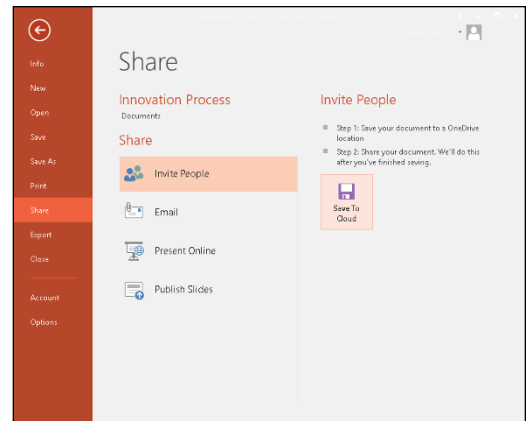 Info
New
Open
Save
Save As
Print
Share
Export
Close
Account
Options
Share
Innovation Process
Documents
Share
Invite People
Email
Present Online
Publish Slides
Invite People
Step 1: Save your document to a OneDrive
location
Step 2: Share your document. We'll do this
after you've finished saving.
Save To
Cloud